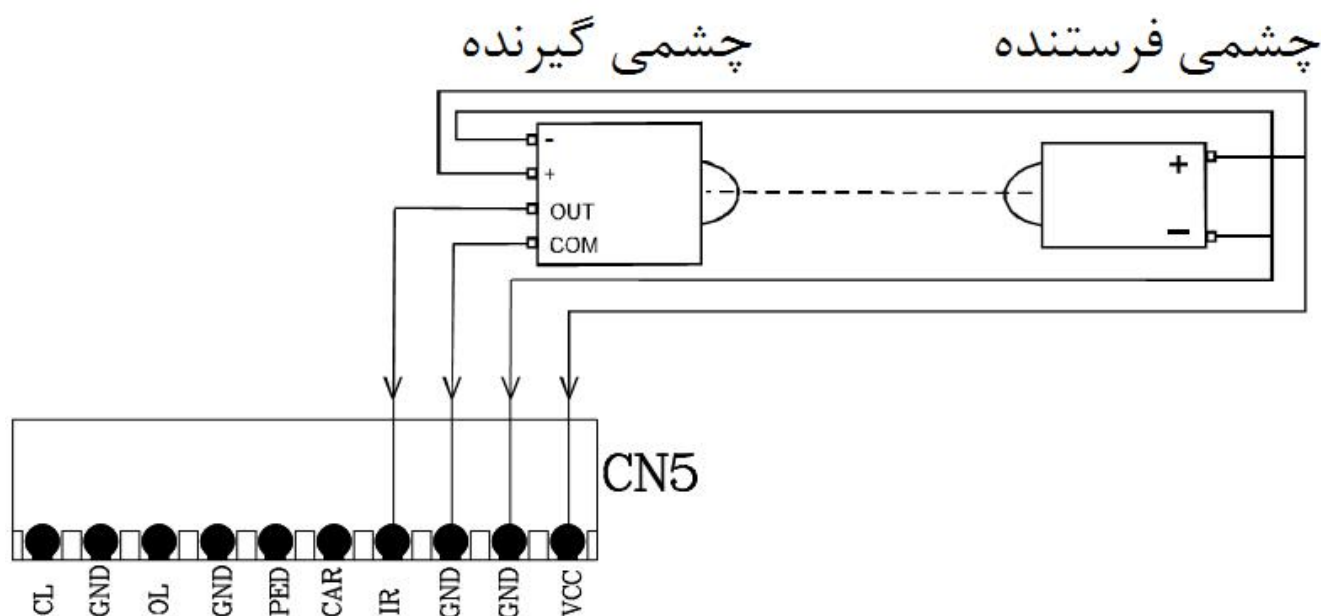 چشمی گیرنده
چشمی فرستنده
-
+
OUT
COM
+
-
CN5
CL
GND
OL
GND
PED
CAR
IR
GND
GND
VCC